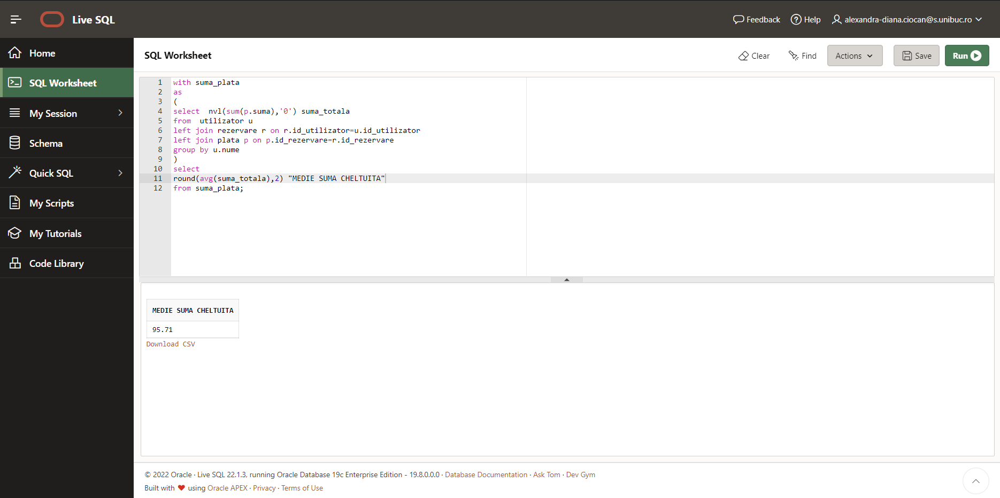 Live SQL
Feedback
Help
alexandra-diana.ciocan@s.unibuc.ro
Home
SQL Worksheet
My Session
Schema
Quick SQL
My Scripts
My Tutorials
Code Library
SQL Worksheet
Clear
Find
Actions
Save
Run
1 with suma_plata
2 as
3 (
4 select  nvl(sum(p.suma),'0') suma_totala
5 from  utilizator u
6 left join rezervare r on r.id_utilizator=u.id_utilizator
7 left join plata p on p.id_rezervare=r.id_rezervare
8 group by u.nume
9 )
10 select
11 round(avg(suma_totala),2) "MEDIE SUMA CHELTUITA"
12 from suma_plata;
MEDIE SUMA CHELTUITA
95.71
Download CSV
© 2022 Oracle · Live SQL 22.1.3, running Oracle Database 19c Enterprise Edition - 19.8.0.0.0 · Database Documentation · Ask Tom · Dev Gym
Built with ❤ using Oracle APEX · Privacy · Terms of Use